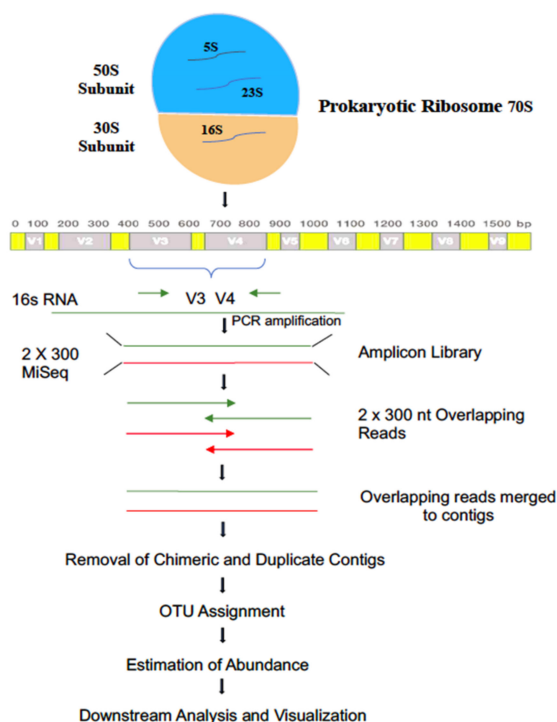 5S
50S
Subunit
23S
Prokaryotic Ribosome 70S
30S
Subunit
16S
0 100 200 300 400 500 600 700 800 900 1000 1100 1200 1300 1400 1500 bp
V1 V2 V3 V4 V5 V6 V7 V8 V9
16s RNA
V3 V4
PCR amplification
2 X 300
MiSeq
Amplicon Library
2 x 300 nt Overlapping
Reads
Overlapping reads merged
to contigs
Removal of Chimeric and Duplicate Contigs
OTU Assignment
Estimation of Abundance
Downstream Analysis and Visualization